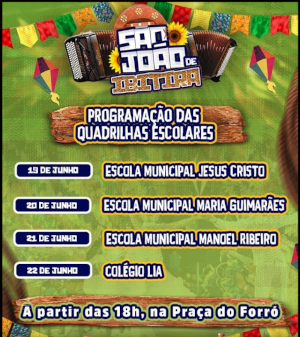 SÃO
JOÃO DE
IBITIRA
PROGRAMAÇÃO DAS
QUADRILHAS ESCOLARES
19 DE JUNHO ESCOLA MUNICIPAL JESUS CRISTO
20 DE JUNHO ESCOLA MUNICIPAL MARIA GUIMARÃES
21 DE JUNHO ESCOLA MUNICIPAL MANOEL RIBEIRO
22 DE JUNHO COLÉGIO LIA
A partir das 18h, na Praça do Forró